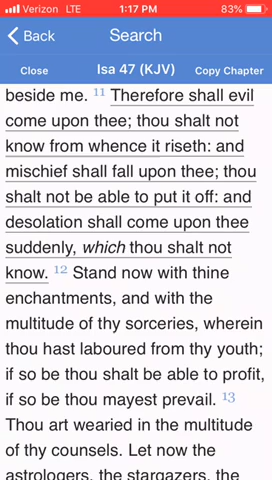 Verizon LTE 1:17 PM 83%
Back Search
Close Isa 47 (KJV) Copy Chapter
beside me. 11 Therefore shall evil
come upon thee; thou shalt not
know from whence it riseth: and
mischief shall fall upon thee; thou
shalt not be able to put it off: and
desolation shall come upon thee
suddenly, which thou shalt not
know. 12 Stand now with thine
enchantments, and with the
multitude of thy sorceries, wherein
thou hast laboured from thy youth;
if so be thou shalt be able to profit,
if so be thou mayest prevail. 13
Thou art wearied in the multitude
of thy counsels. Let now the
astrologers, the stargazers, the